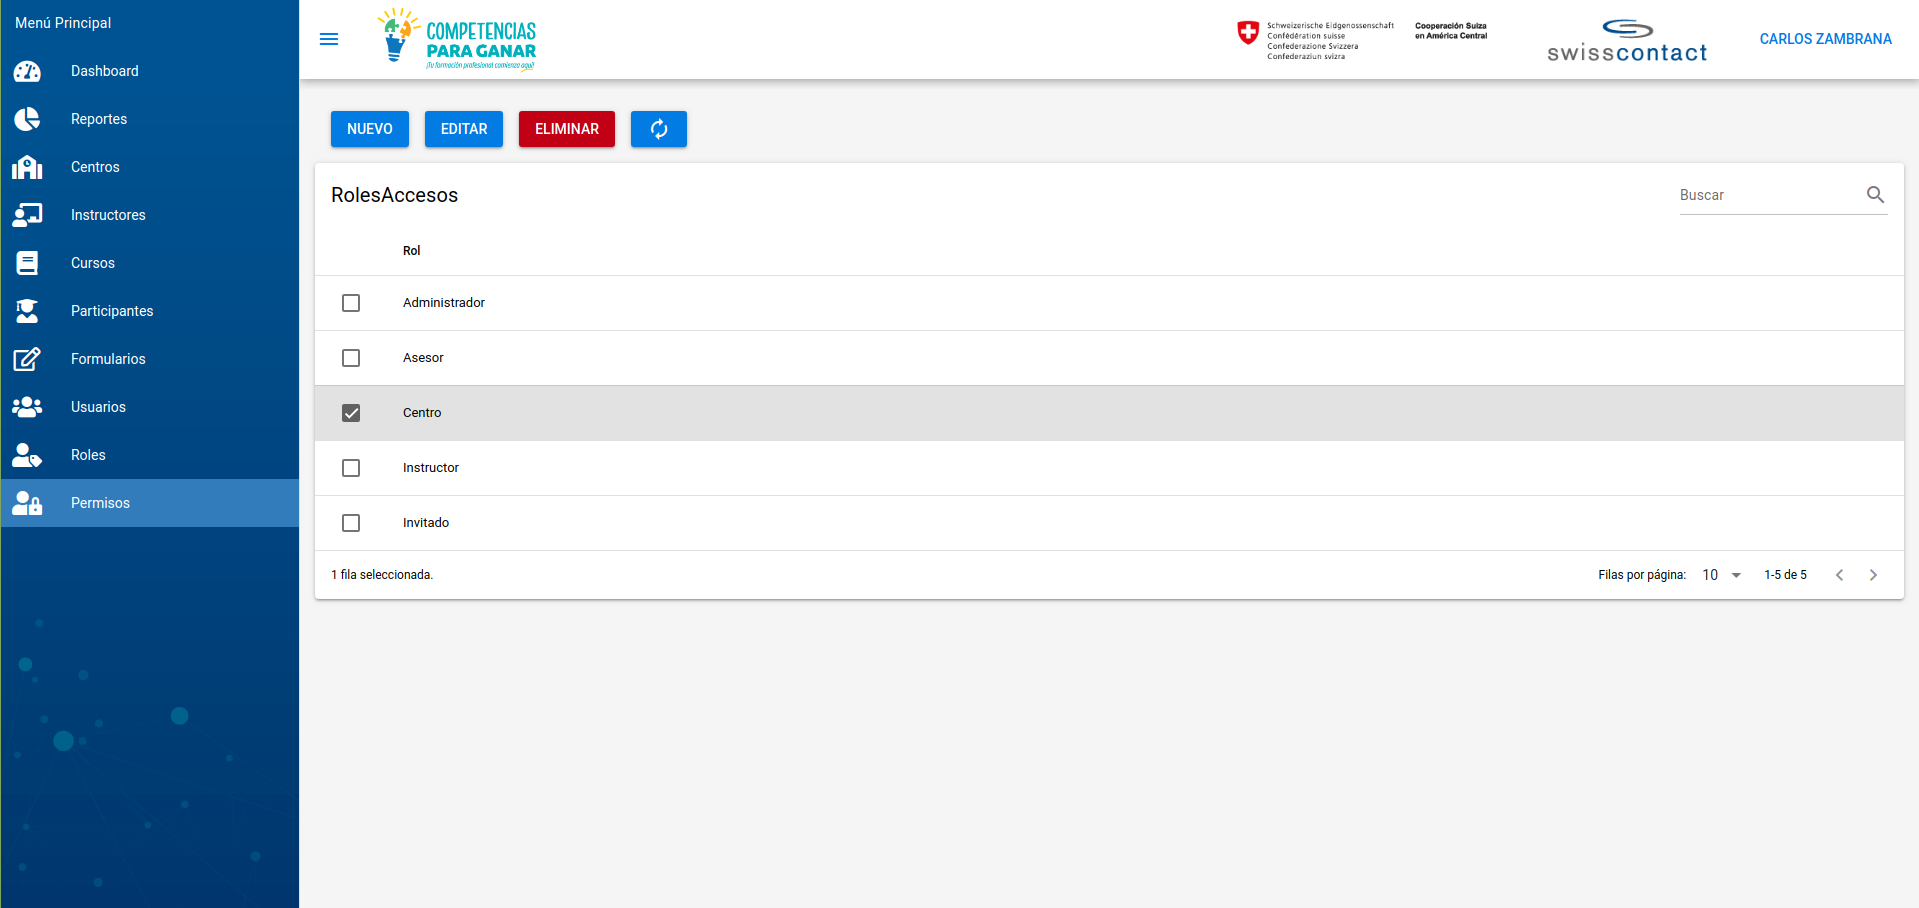 Menú Principal
Dashboard
Reportes
Centros
Instructores
Cursos
Participantes
Formularios
Usuarios
Roles
Permisos
COMPETENCIAS
PARA GANAR
¡Tu formación profesional comienza aquí!
Schweizerische Eidgenossenschaft
Confédération suisse
Confederazione Svizzera
Confederaziun svizra
Cooperación Suiza
en América Central
swisscontact
CARLOS ZAMBRANA
NUEVO
EDITAR
ELIMINAR
RolesAccesos
Buscar
Rol
Administrador
Asesor
Centro
Instructor
Invitado
1 fila seleccionada.
Filas por página: 10 1-5 de 5